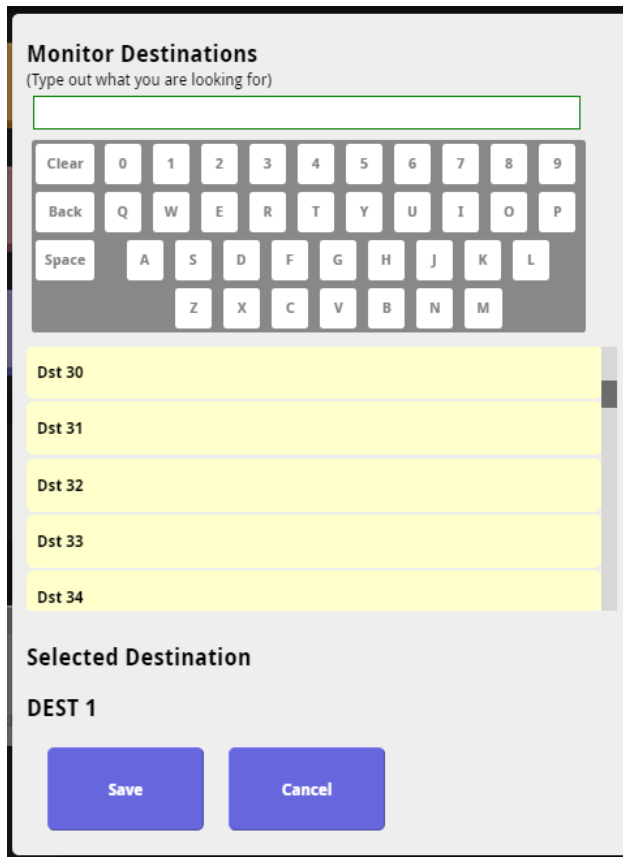 Monitor Destinations
(Type out what you are looking for)
Clear 0 1 2 3 4 5 6 7 8 9
Back Q W E R T Y U I O P
Space A S D F G H J K L
Z X C V B N M
Dst 30
Dst 31
Dst 32
Dst 33
Dst 34
Selected Destination
DEST 1
Save Cancel